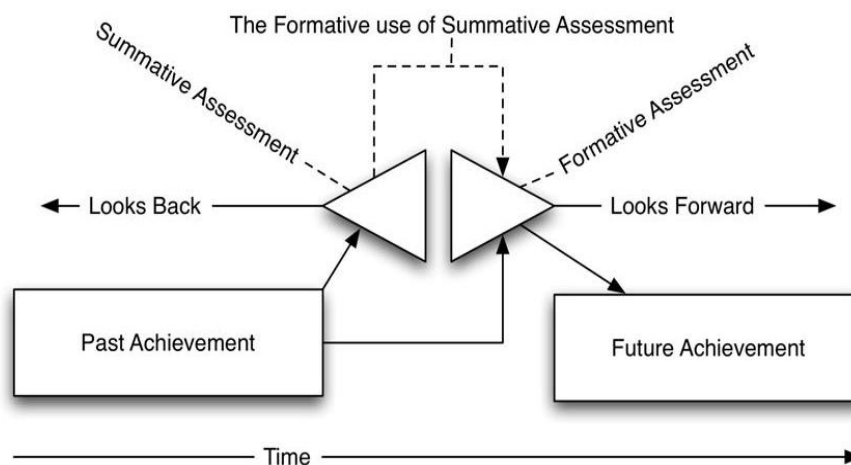 The Formative use of Summative Assessment
Summative Assessment
Formative Assessment
Looks Back
Looks Forward
Past Achievement
Future Achievement
Time